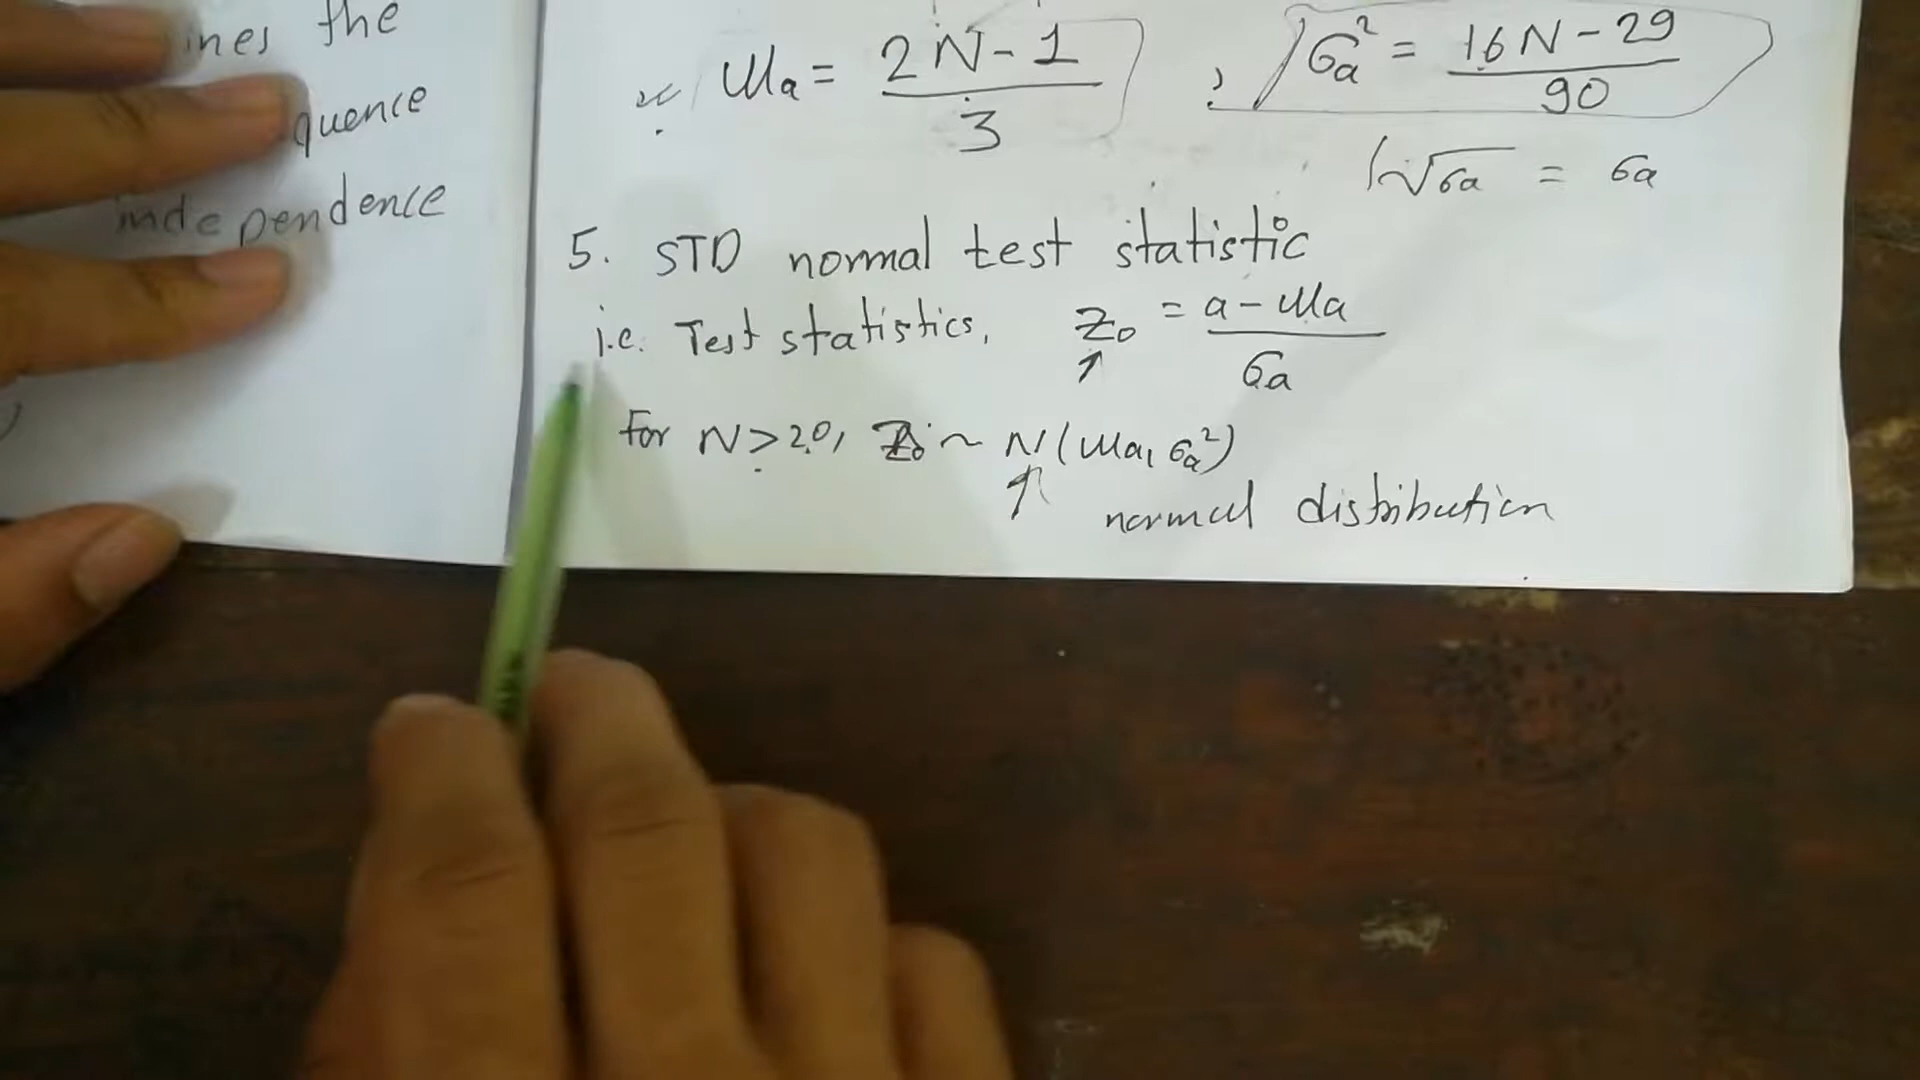 ines the
quence
independence
μa = 2N-1 / 3 , σa² = 16N-29 / 90
√σa = σa
5. STD normal test statistic
i.e. Test statistics, Z₀ = a-μa / σa
↑
For N > 20, Z₀ ~ N(μa, σa²)
↑ normal distribution